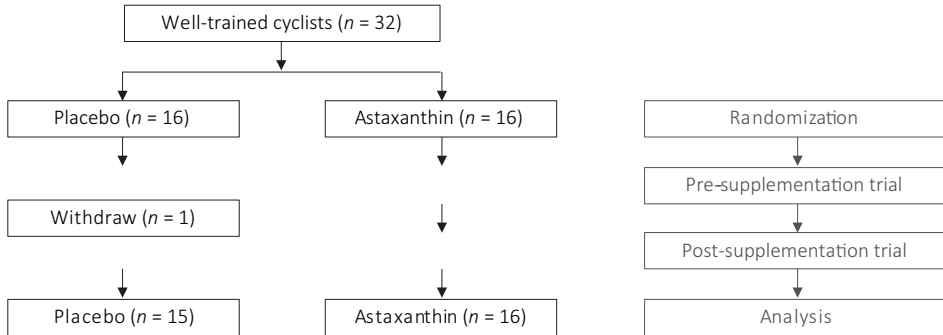 Well-trained cyclists (n = 32)
Placebo (n = 16)
Astaxanthin (n = 16)
Randomization
Pre-supplementation trial
Withdraw (n = 1)
Post-supplementation trial
Placebo (n = 15)
Astaxanthin (n = 16)
Analysis